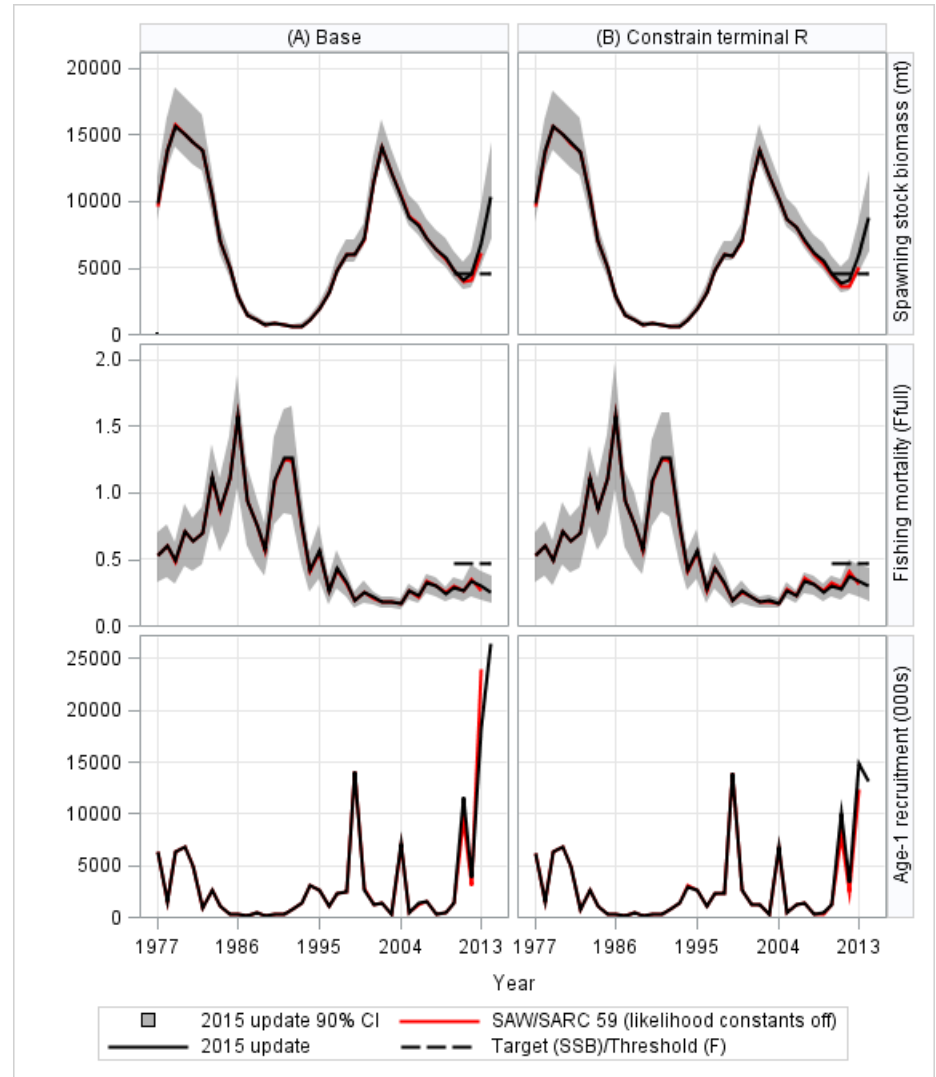 (A) Base
(B) Constrain terminal R
20000
15000
10000
5000
0
Spawning stock biomass (mt)
2.0
1.5
1.0
0.5
0.0
Fishing mortality (Ffull)
25000
20000
15000
10000
5000
0
Age-1 recruitment (000s)
1977 1986 1995 2004 2013 1977 1986 1995 2004 2013
Year
2015 update 90% CI SAW/SARC 59 (likelihood constants off)
2015 update Target (SSB)/Threshold (F)